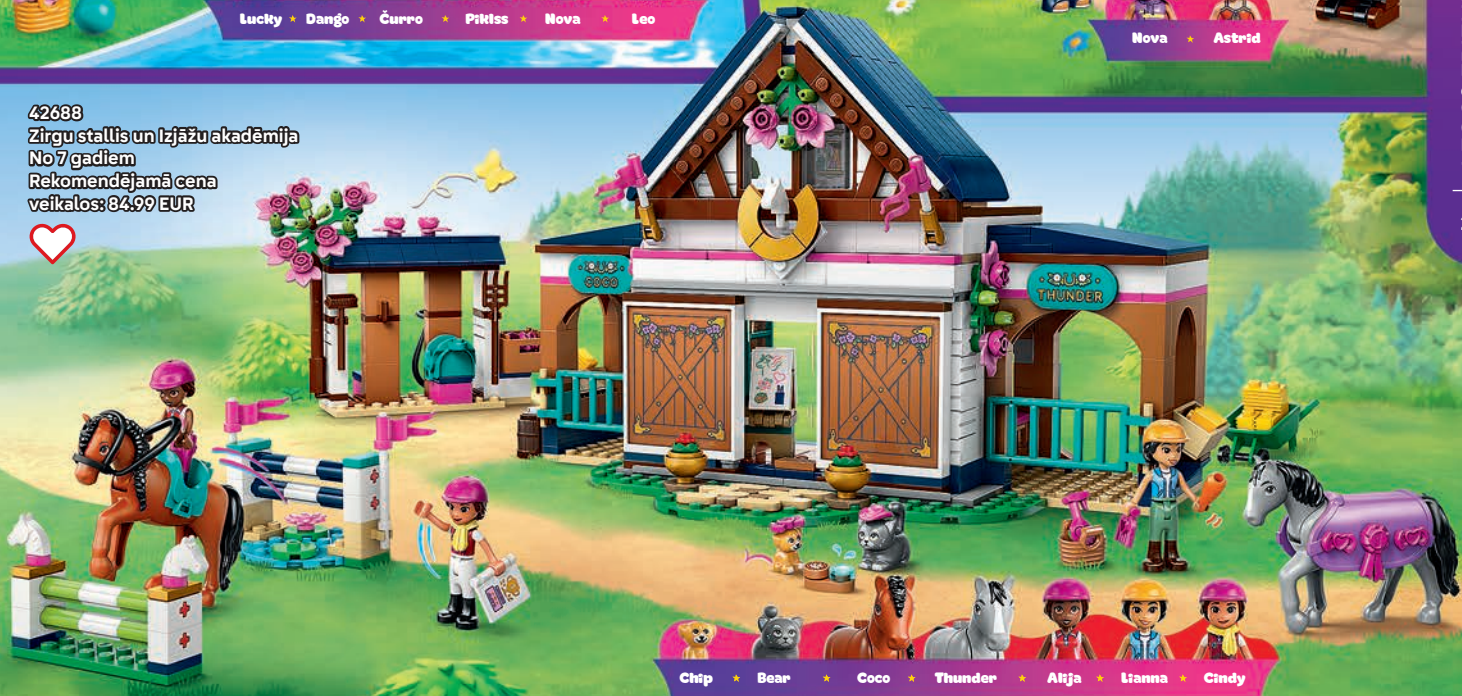 Lucky ★ Dango ★ Čurro ★ Piklss ★ Nova ★ Leo
Nova ★ Astrid
42688
Zirgu stallis un Izjāžu akadēmija
No 7 gadiem
Rekomendējamā cena
veikalos: 84.99 EUR
COCO
THUNDER
Chip ★ Bear ★ Coco ★ Thunder ★ Alija ★ Lianna ★ Cindy